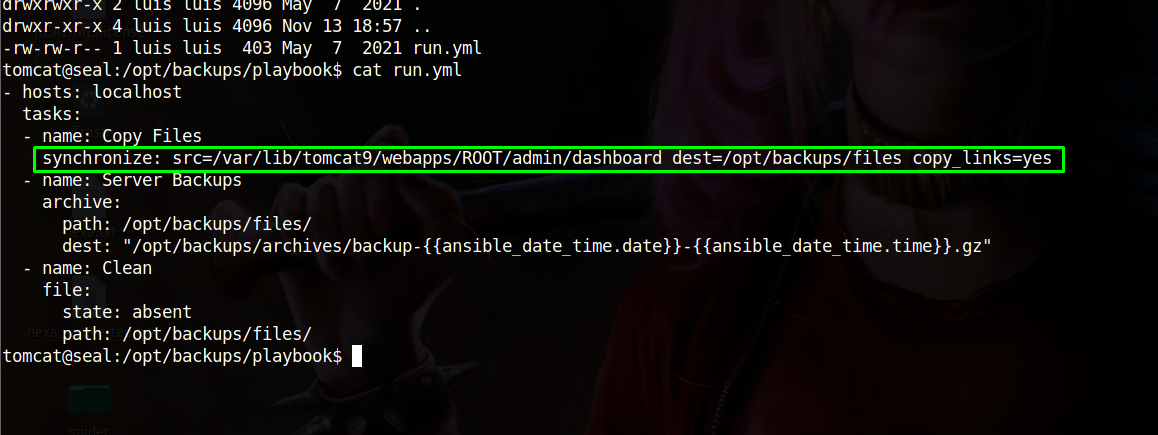 drwxrwxr-x 2 luis luis 4096 May  7  2021 .
drwxr-xr-x 4 luis luis 4096 Nov 13 18:57 ..
-rw-rw-r-- 1 luis luis  403 May  7  2021 run.yml
tomcat@seal:/opt/backups/playbook$ cat run.yml
- hosts: localhost
  tasks:
  - name: Copy Files
    synchronize: src=/var/lib/tomcat9/webapps/ROOT/admin/dashboard dest=/opt/backups/files copy_links=yes
  - name: Server Backups
    archive:
      path: /opt/backups/files/
      dest: "/opt/backups/archives/backup-{{ansible_date_time.date}}-{{ansible_date_time.time}}.gz"
  - name: Clean
    file:
      state: absent
      path: /opt/backups/files/
tomcat@seal:/opt/backups/playbook$
spider